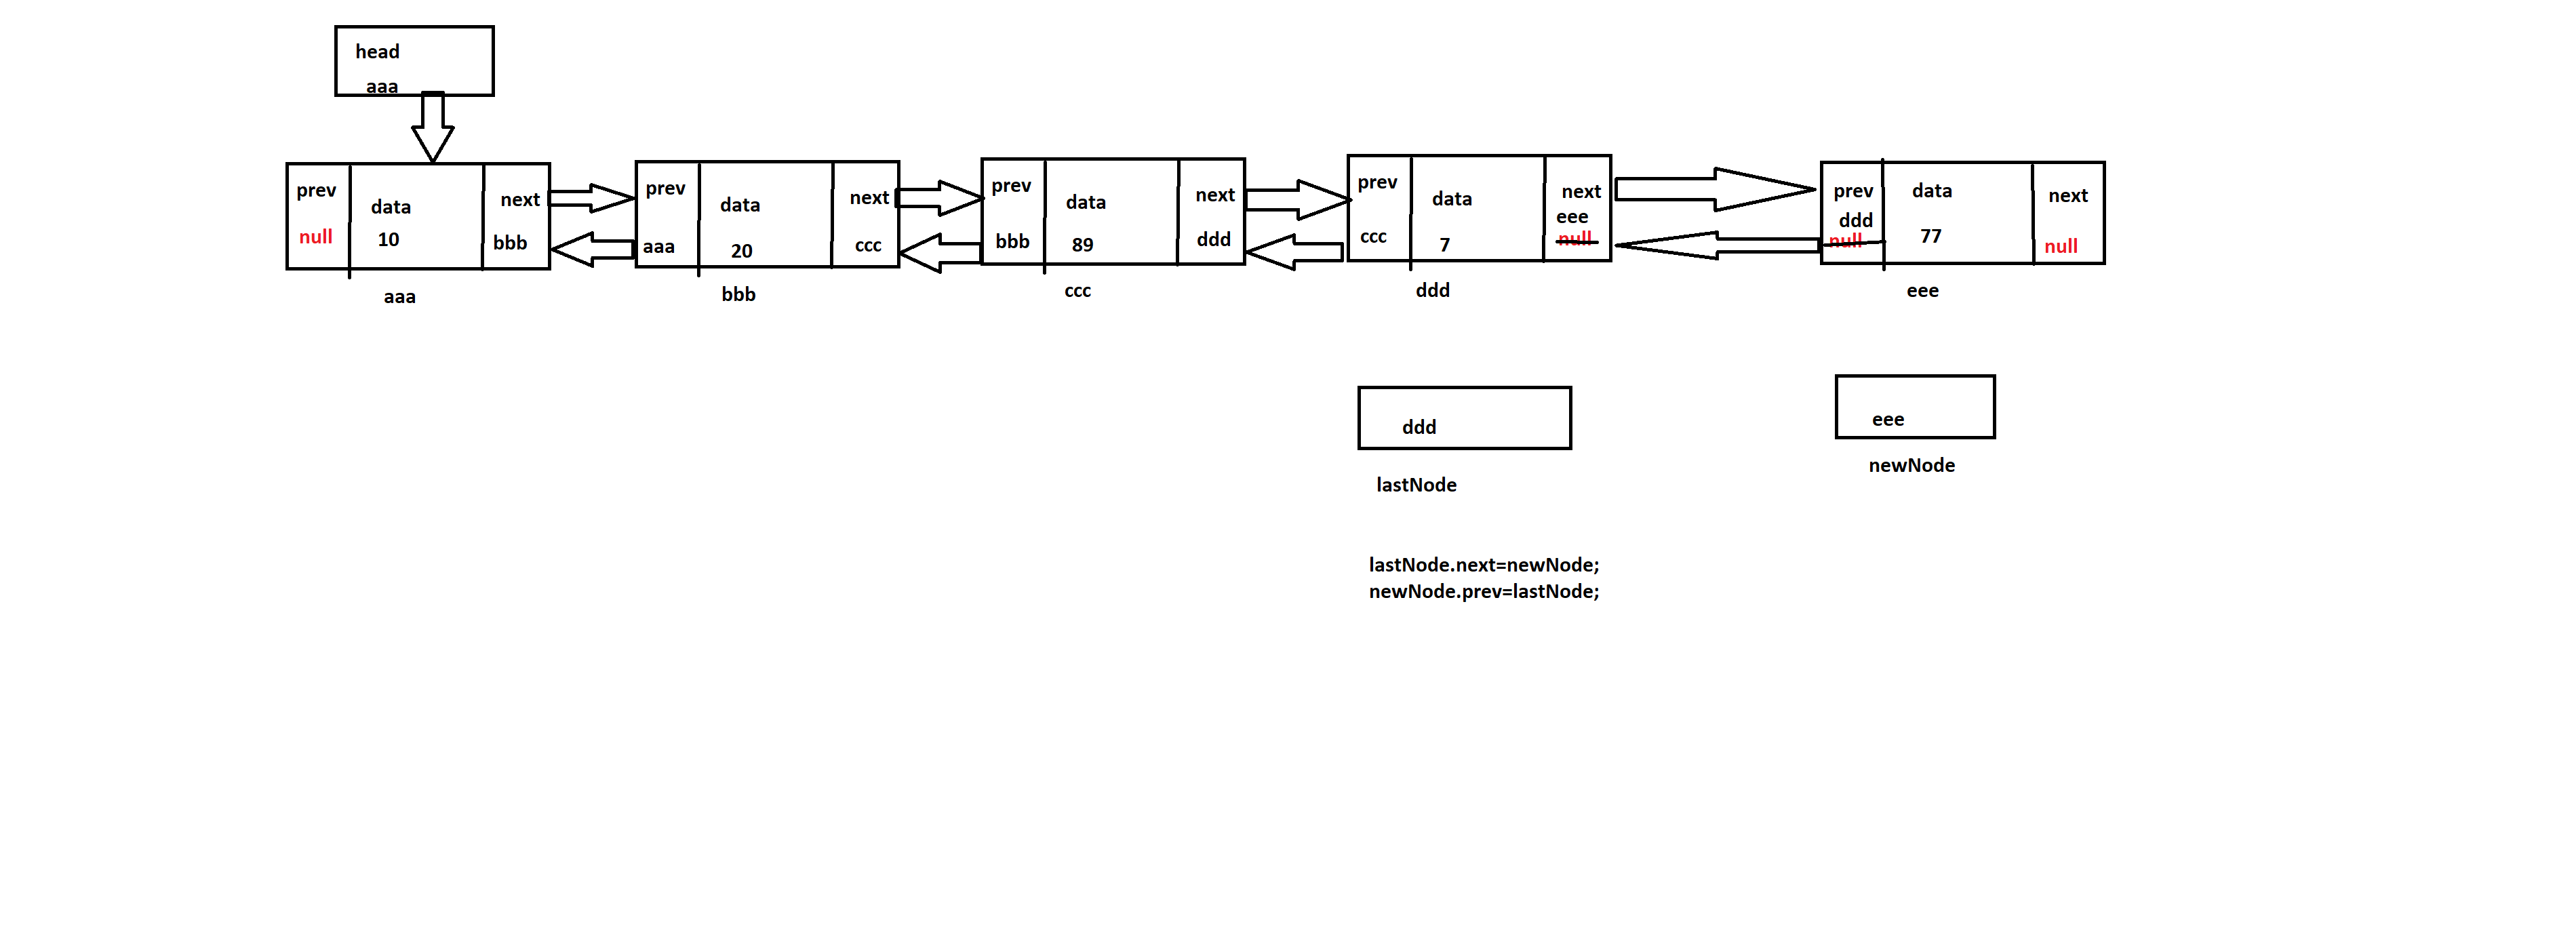 head
aaa
prev
null
data
10
next
bbb
aaa
prev
aaa
data
20
next
ccc
bbb
prev
bbb
data
89
next
ddd
ccc
prev
ccc
data
7
next
eee
null
ddd
prev
ddd
null
data
77
next
null
eee
ddd
lastNode
eee
newNode
lastNode.next=newNode;
newNode.prev=lastNode;